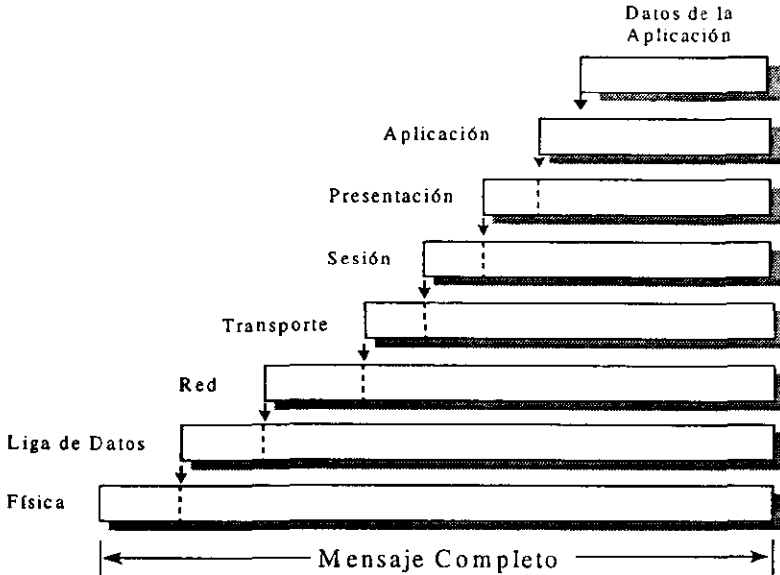 Datos de la
Aplicación
Aplicación
Presentación
Sesión
Transporte
Red
Liga de Datos
Física
Mensaje Completo